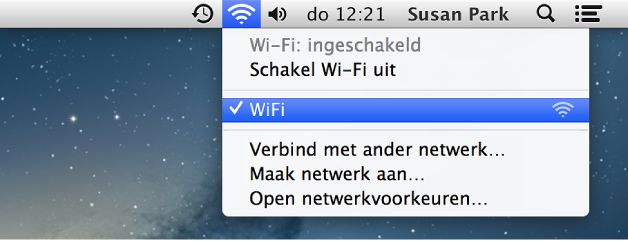 do 12:21 Susan Park
Wi-Fi: ingeschakeld
Schakel Wi-Fi uit
WiFi
Verbind met ander netwerk...
Maak netwerk aan...
Open netwerkvoorkeuren...